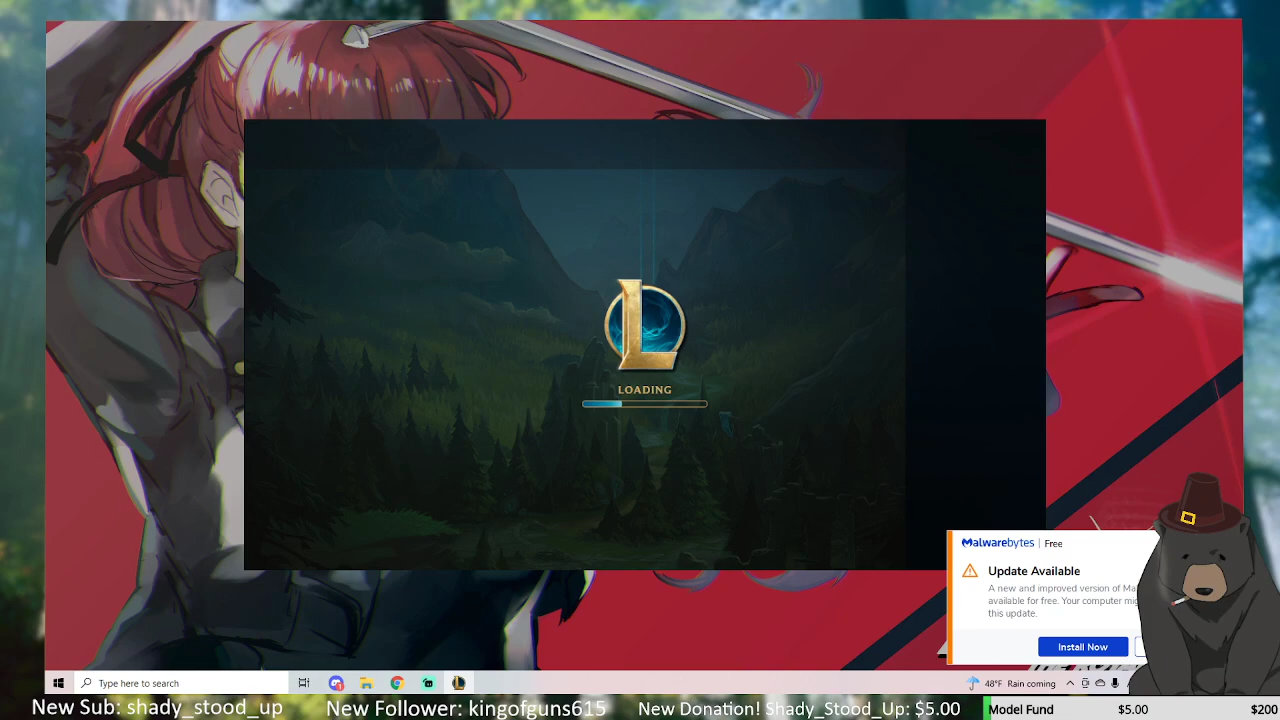 LOADING
Malwarebytes | Free
Update Available
A new and improved version of Ma
available for free. Your computer mig
this update.
Install Now
Type here to search
48°F Rain coming
New Sub: shady_stood_up
New Follower: kingofguns615
New Donation! Shady_Stood_Up: $5.00
Model Fund $5.00 $200